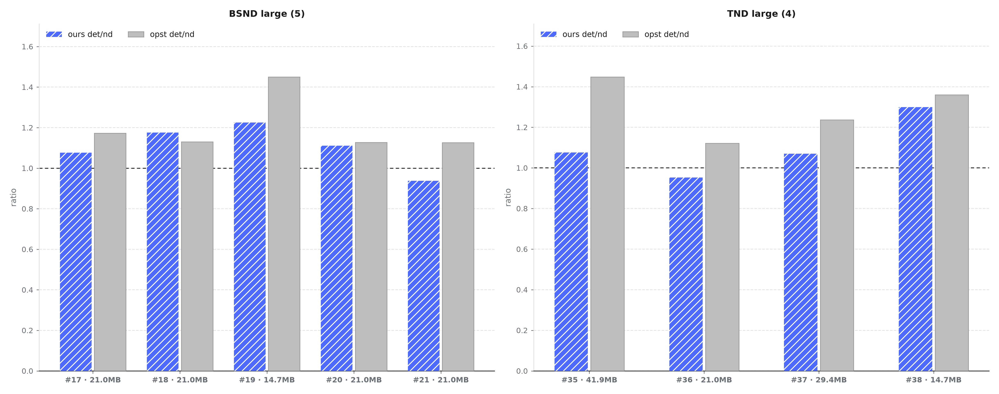 BSND large (5)
ours det/nd
opst det/nd
1.6
1.4
1.2
1.0
0.8
0.6
0.4
0.2
0.0
ratio
#17 · 21.0MB
#18 · 21.0MB
#19 · 14.7MB
#20 · 21.0MB
#21 · 21.0MB
TND large (4)
ours det/nd
opst det/nd
1.6
1.4
1.2
1.0
0.8
0.6
0.4
0.2
0.0
ratio
#35 · 41.9MB
#36 · 21.0MB
#37 · 29.4MB
#38 · 14.7MB